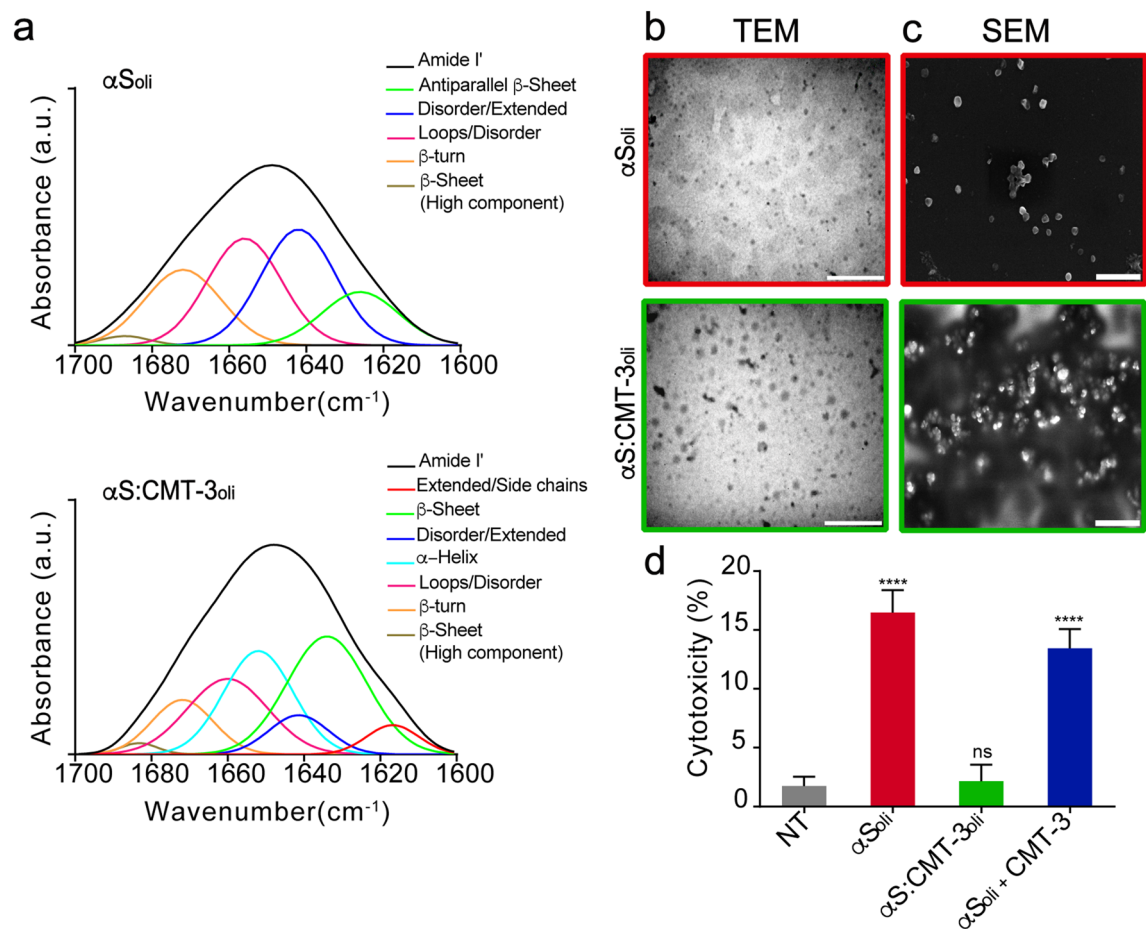 a
αSoli
Amide I'
Antiparallel β-Sheet
Disorder/Extended
Loops/Disorder
β-turn
β-Sheet
(High component)
Absorbance (a.u.)
1700 1680 1660 1640 1620 1600
Wavenumber(cm-1)
αS:CMT-3oli
Amide I'
Extended/Side chains
β-Sheet
Disorder/Extended
α–Helix
Loops/Disorder
β-turn
β-Sheet
(High component)
Absorbance (a.u.)
1700 1680 1660 1640 1620 1600
Wavenumber(cm-1)
b
TEM
c
SEM
αSoli
αS:CMT-3oli
d
Cytotoxicity (%)
20
15
10
5
0
****
ns
****
NT
αSoli
αS:CMT-3oli
αSoli + CMT-3